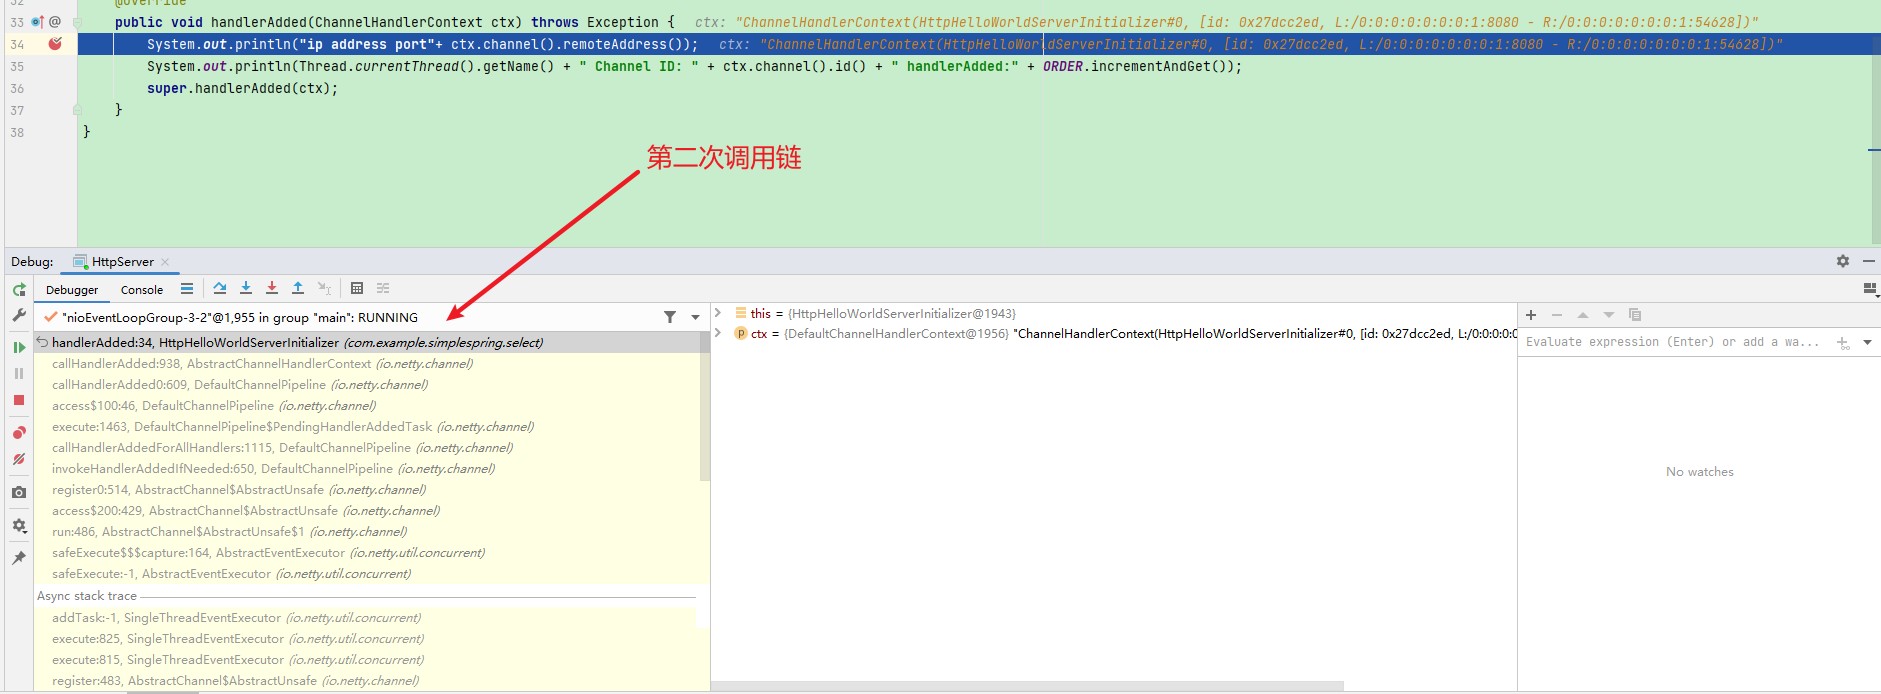 32 @Override
33 @ public void handlerAdded(ChannelHandlerContext ctx) throws Exception { ctx: "ChannelHandlerContext(HttpHelloWorldServerInitializer#0, [id: 0x27dcc2ed, L:/0:0:0:0:0:0:0:1:8080 - R:/0:0:0:0:0:0:0:1:54628])"
34 System.out.println("ip address port"+ ctx.channel().remoteAddress()); ctx: "ChannelHandlerContext(HttpHelloWorldServerInitializer#0, [id: 0x27dcc2ed, L:/0:0:0:0:0:0:0:1:8080 - R:/0:0:0:0:0:0:0:1:54628])"
35 System.out.println(Thread.currentThread().getName() + " Channel ID: " + ctx.channel().id() + " handlerAdded:" + ORDER.incrementAndGet());
36 super.handlerAdded(ctx);
37 }
38 }
第二次调用链
Debug: HttpServer
Debugger Console
"nioEventLoopGroup-3-2"@1,955 in group "main": RUNNING
handlerAdded:34, HttpHelloWorldServerInitializer (com.example.simplespring.select)
callHandlerAdded:938, AbstractChannelHandlerContext (io.netty.channel)
callHandlerAdded0:609, DefaultChannelPipeline (io.netty.channel)
access$100:46, DefaultChannelPipeline (io.netty.channel)
execute:1463, DefaultChannelPipeline$PendingHandlerAddedTask (io.netty.channel)
callHandlerAddedForAllHandlers:1115, DefaultChannelPipeline (io.netty.channel)
invokeHandlerAddedIfNeeded:650, DefaultChannelPipeline (io.netty.channel)
register0:514, AbstractChannel$AbstractUnsafe (io.netty.channel)
access$200:429, AbstractChannel$AbstractUnsafe (io.netty.channel)
run:486, AbstractChannel$AbstractUnsafe$1 (io.netty.channel)
safeExecute$$$capture:164, AbstractEventExecutor (io.netty.util.concurrent)
safeExecute:-1, AbstractEventExecutor (io.netty.util.concurrent)
Async stack trace
addTask:-1, SingleThreadEventExecutor (io.netty.util.concurrent)
execute:825, SingleThreadEventExecutor (io.netty.util.concurrent)
execute:815, SingleThreadEventExecutor (io.netty.util.concurrent)
register:483, AbstractChannel$AbstractUnsafe (io.netty.channel)
this = {HttpHelloWorldServerInitializer@1943}
ctx = {DefaultChannelHandlerContext@1956} "ChannelHandlerContext(HttpHelloWorldServerInitializer#0, [id: 0x27dcc2ed, L:/0:0:0:0
Evaluate expression (Enter) or add a wa...
No watches